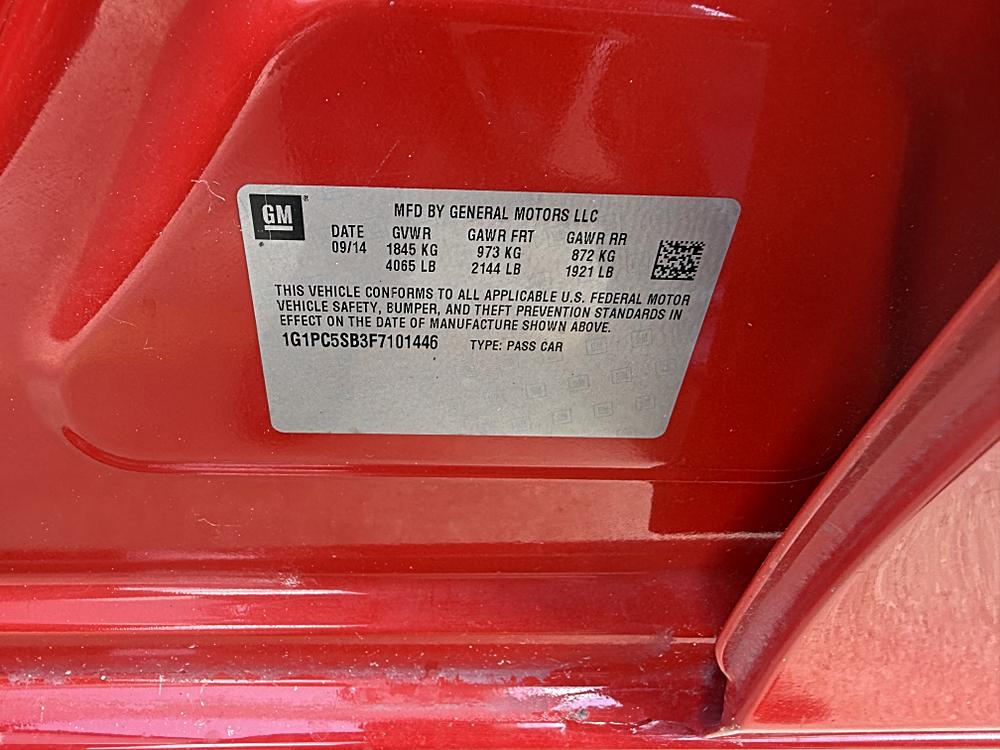 GM
MFD BY GENERAL MOTORS LLC
DATE GVWR GAWR FRT GAWR RR
09/14 1845 KG 973 KG 872 KG
4065 LB 2144 LB 1921 LB
THIS VEHICLE CONFORMS TO ALL APPLICABLE U.S. FEDERAL MOTOR
VEHICLE SAFETY, BUMPER, AND THEFT PREVENTION STANDARDS IN
EFFECT ON THE DATE OF MANUFACTURE SHOWN ABOVE.
1G1PC5SB3F7101446 TYPE: PASS CAR